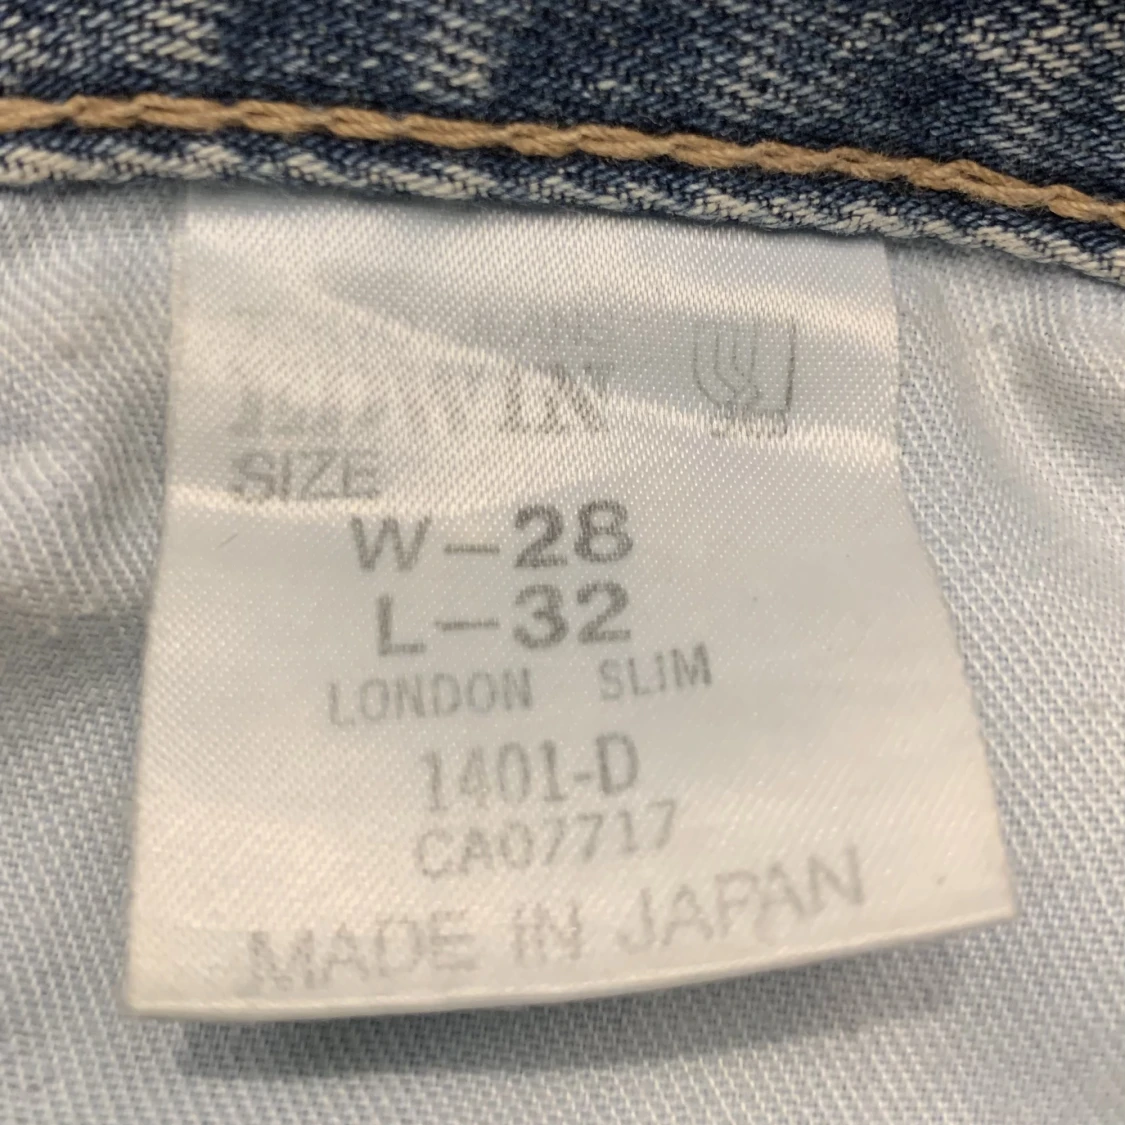 SIZE
W-28
L-32
LONDON SLIM
1401-D
CA07717
MADE IN JAPAN